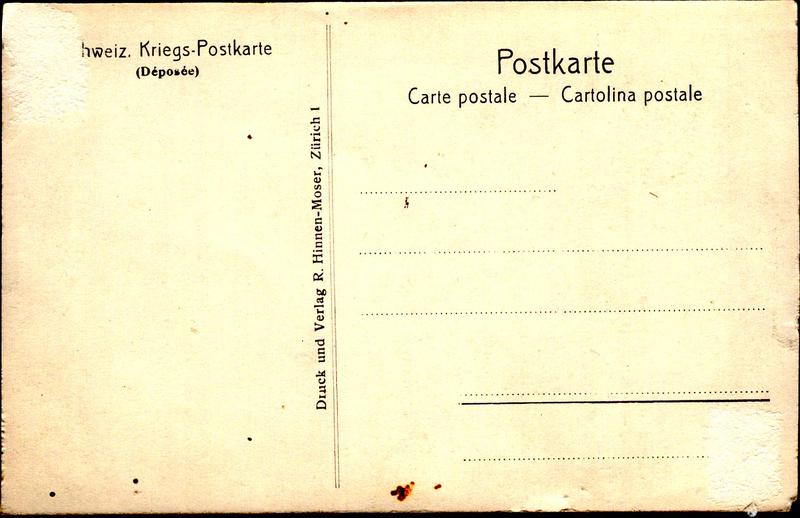 hweiz. Kriegs-Postkarte
(Déposée)
Druck und Verlag R. Hinnen-Moser, Zürich 1
Postkarte
Carte postale — Cartolina postale